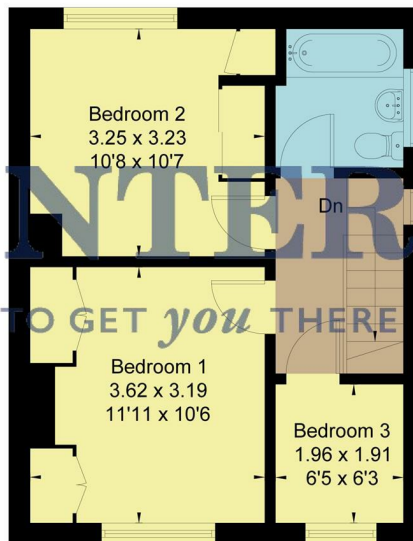 Bedroom 2
3.25 x 3.23
10'8 x 10'7
NTER
Dn
TO GET you THERE
Bedroom 1
3.62 x 3.19
11'11 x 10'6
Bedroom 3
1.96 x 1.91
6'5 x 6'3